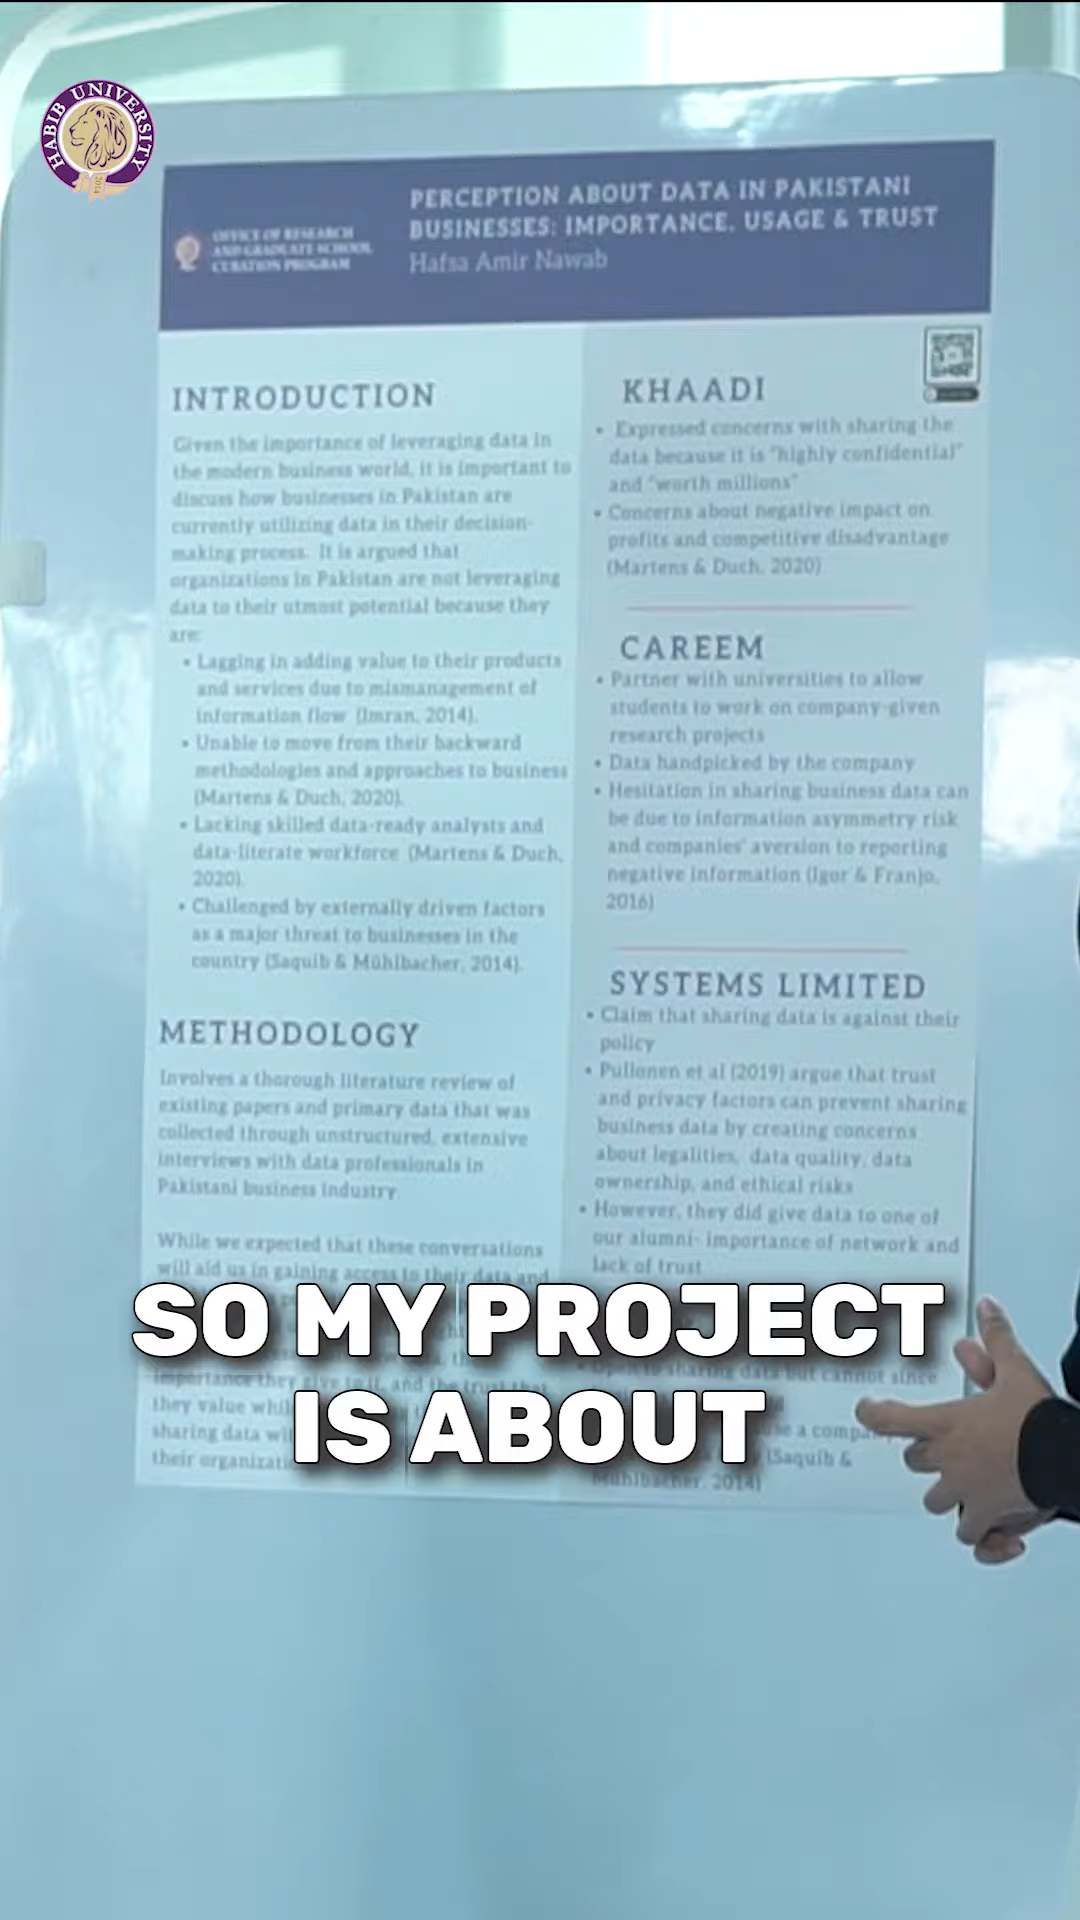 HABIB UNIVERSITY
2014
OFFICE OF RESEARCH
AND GRADUATE SCHOOL
CURATION PROGRAM
PERCEPTION ABOUT DATA IN PAKISTANI
BUSINESSES: IMPORTANCE, USAGE & TRUST
Hafsa Amir Nawab
INTRODUCTION
Given the importance of leveraging data in
the modern business world, it is important to
discuss how businesses in Pakistan are
currently utilizing data in their decision-
making process. It is argued that
organizations in Pakistan are not leveraging
data to their utmost potential because they
are:
• Lagging in adding value to their products
and services due to mismanagement of
information flow (Imran, 2014).
• Unable to move from their backward
methodologies and approaches to business
(Martens & Duch, 2020).
• Lacking skilled data-ready analysts and
data-literate workforce (Martens & Duch,
2020).
• Challenged by externally driven factors
as a major threat to businesses in the
country (Saquib & Mühlbacher, 2014).
METHODOLOGY
Involves a thorough literature review of
existing papers and primary data that was
collected through unstructured, extensive
interviews with data professionals in
Pakistani business industry.
While we expected that these conversations
will aid us in gaining access to their data and
importance they give to it, and the trust that
they value whil
sharing data wi
their organizati
KHAADI
• Expressed concerns with sharing the
data because it is "highly confidential"
and "worth millions"
• Concerns about negative impact on
profits and competitive disadvantage
(Martens & Duch, 2020)
CAREEM
• Partner with universities to allow
students to work on company-given
research projects
• Data handpicked by the company
• Hesitation in sharing business data can
be due to information asymmetry risk
and companies' aversion to reporting
negative information (Igor & Franjo,
2016)
SYSTEMS LIMITED
• Claim that sharing data is against their
policy
• Pullonen et al (2019) argue that trust
and privacy factors can prevent sharing
business data by creating concerns
about legalities, data quality, data
ownership, and ethical risks
• However, they did give data to one of
our alumni- importance of network and
lack of trust
• Open to sharing data but cannot since
a compa
(Saquib &
Mühlbacher, 2014)
SO MY PROJECT
IS ABOUT